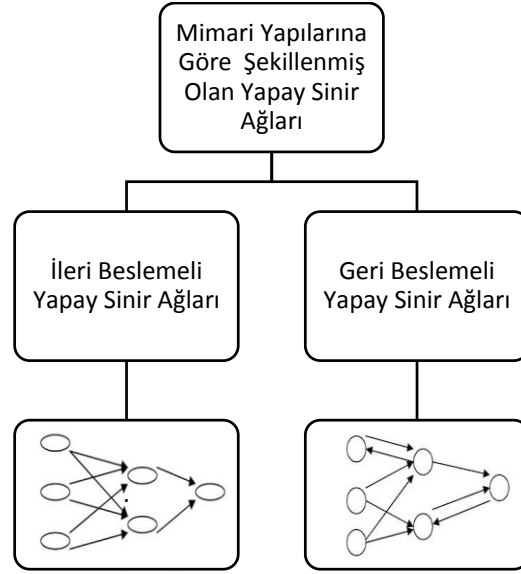 Mimari Yapılarına
Göre Şekillenmiş
Olan Yapay Sinir
Ağları
İleri Beslemeli
Yapay Sinir Ağları
Geri Beslemeli
Yapay Sinir Ağları